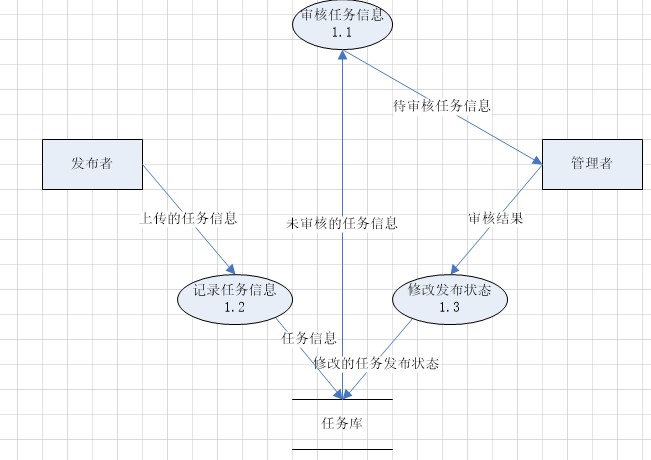 审核任务信息
1.1
待审核任务信息
发布者
管理者
上传的任务信息
未审核的任务信息
审核结果
记录任务信息
1.2
修改发布状态
1.3
任务信息
修改的任务发布状态
任务库